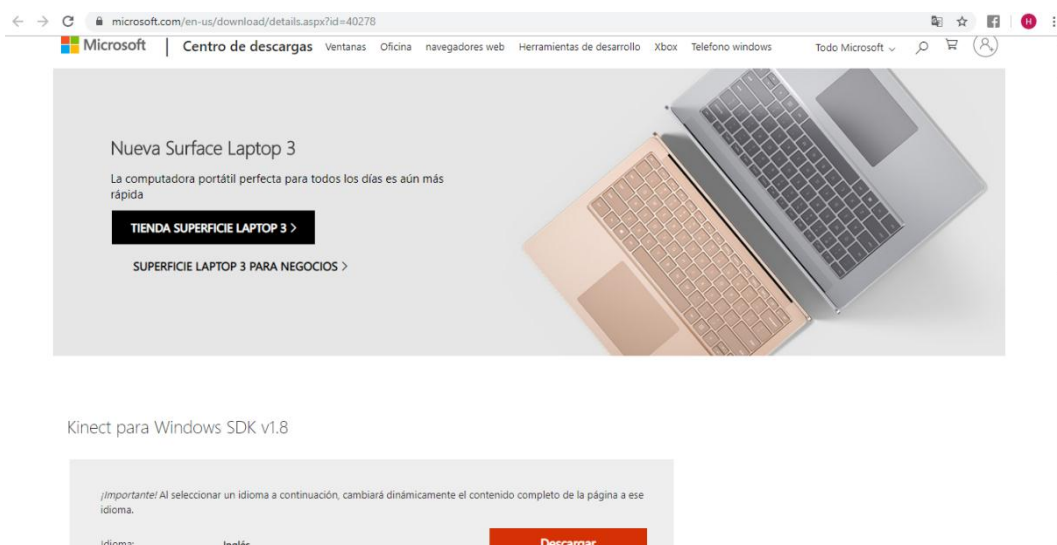 microsoft.com/en-us/download/details.aspx?id=40278
H
Microsoft | Centro de descargas Ventanas Oficina navegadores web Herramientas de desarrollo Xbox Telefono windows Todo Microsoft
Nueva Surface Laptop 3
La computadora portátil perfecta para todos los días es aún más
rápida
TIENDA SUPERFICIE LAPTOP 3 >
SUPERFICIE LAPTOP 3 PARA NEGOCIOS >
Kinect para Windows SDK v1.8
¡Importante! Al seleccionar un idioma a continuación, cambiará dinámicamente el contenido completo de la página a ese
idioma.
Idioma: Inglés Descargar